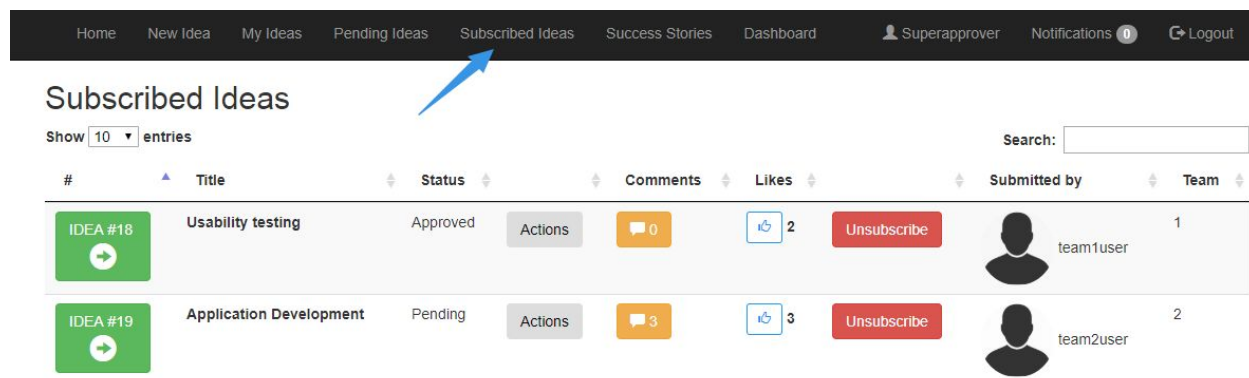 Home New Idea My Ideas Pending Ideas Subscribed Ideas Success Stories Dashboard Superapprover Notifications 0 Logout
Subscribed Ideas
Show 10 entries
Search:
# Title Status Comments Likes Submitted by Team
IDEA #18 Usability testing Approved Actions 0 2 Unsubscribe team1user 1
IDEA #19 Application Development Pending Actions 3 3 Unsubscribe team2user 2